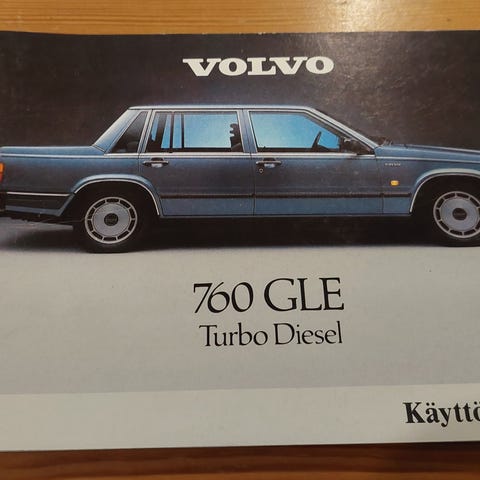 VOLVO
760 GLE
Turbo Diesel
Käyttö